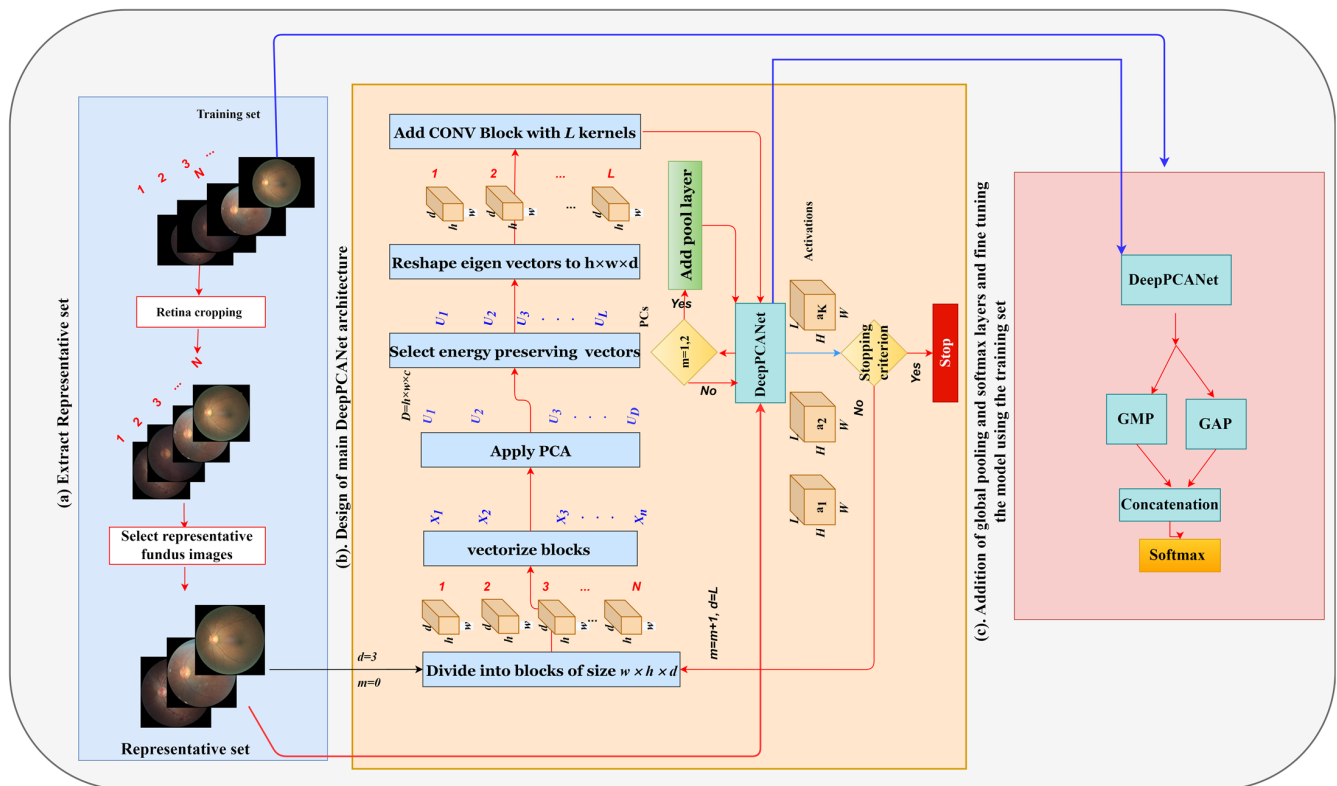 (a) Extract Representative set
Training set
1 2 3 ... N
Retina cropping
1 2 3 ... N
Select representative
fundus images
Representative set
(b). Design of main DeepPCANet architecture
Add CONV Block with L kernels
1 2 ... L
d h w d h w ... d h w
Reshape eigen vectors to h×w×d
U1 U2 U3 . . . . UL PCs
Select energy preserving vectors
D=h×w×c
U1 U2 U3 . . . . UD
Apply PCA
X1 X2 X3 . . . . Xn
vectorize blocks
1 2 3 ... N
d h w d h w d h w ... d h w
d=3
m=0
Divide into blocks of size w × h × d
Add pool layer
Yes
m=1,2
No
DeepPCANet
Activations
L aK W
H
L a2 W
H
L a1 W
H
Stopping
criterion
Yes
No
Stop
m=m+1, d=L
(c). Addition of global pooling and softmax layers and fine tuning
the model using the training set
DeepPCANet
GMP
GAP
Concatenation
Softmax